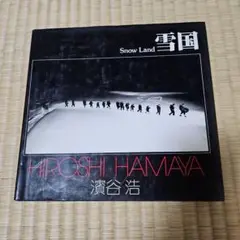 Snow Land 雪国
HIROSHI HAMAYA
濱谷浩